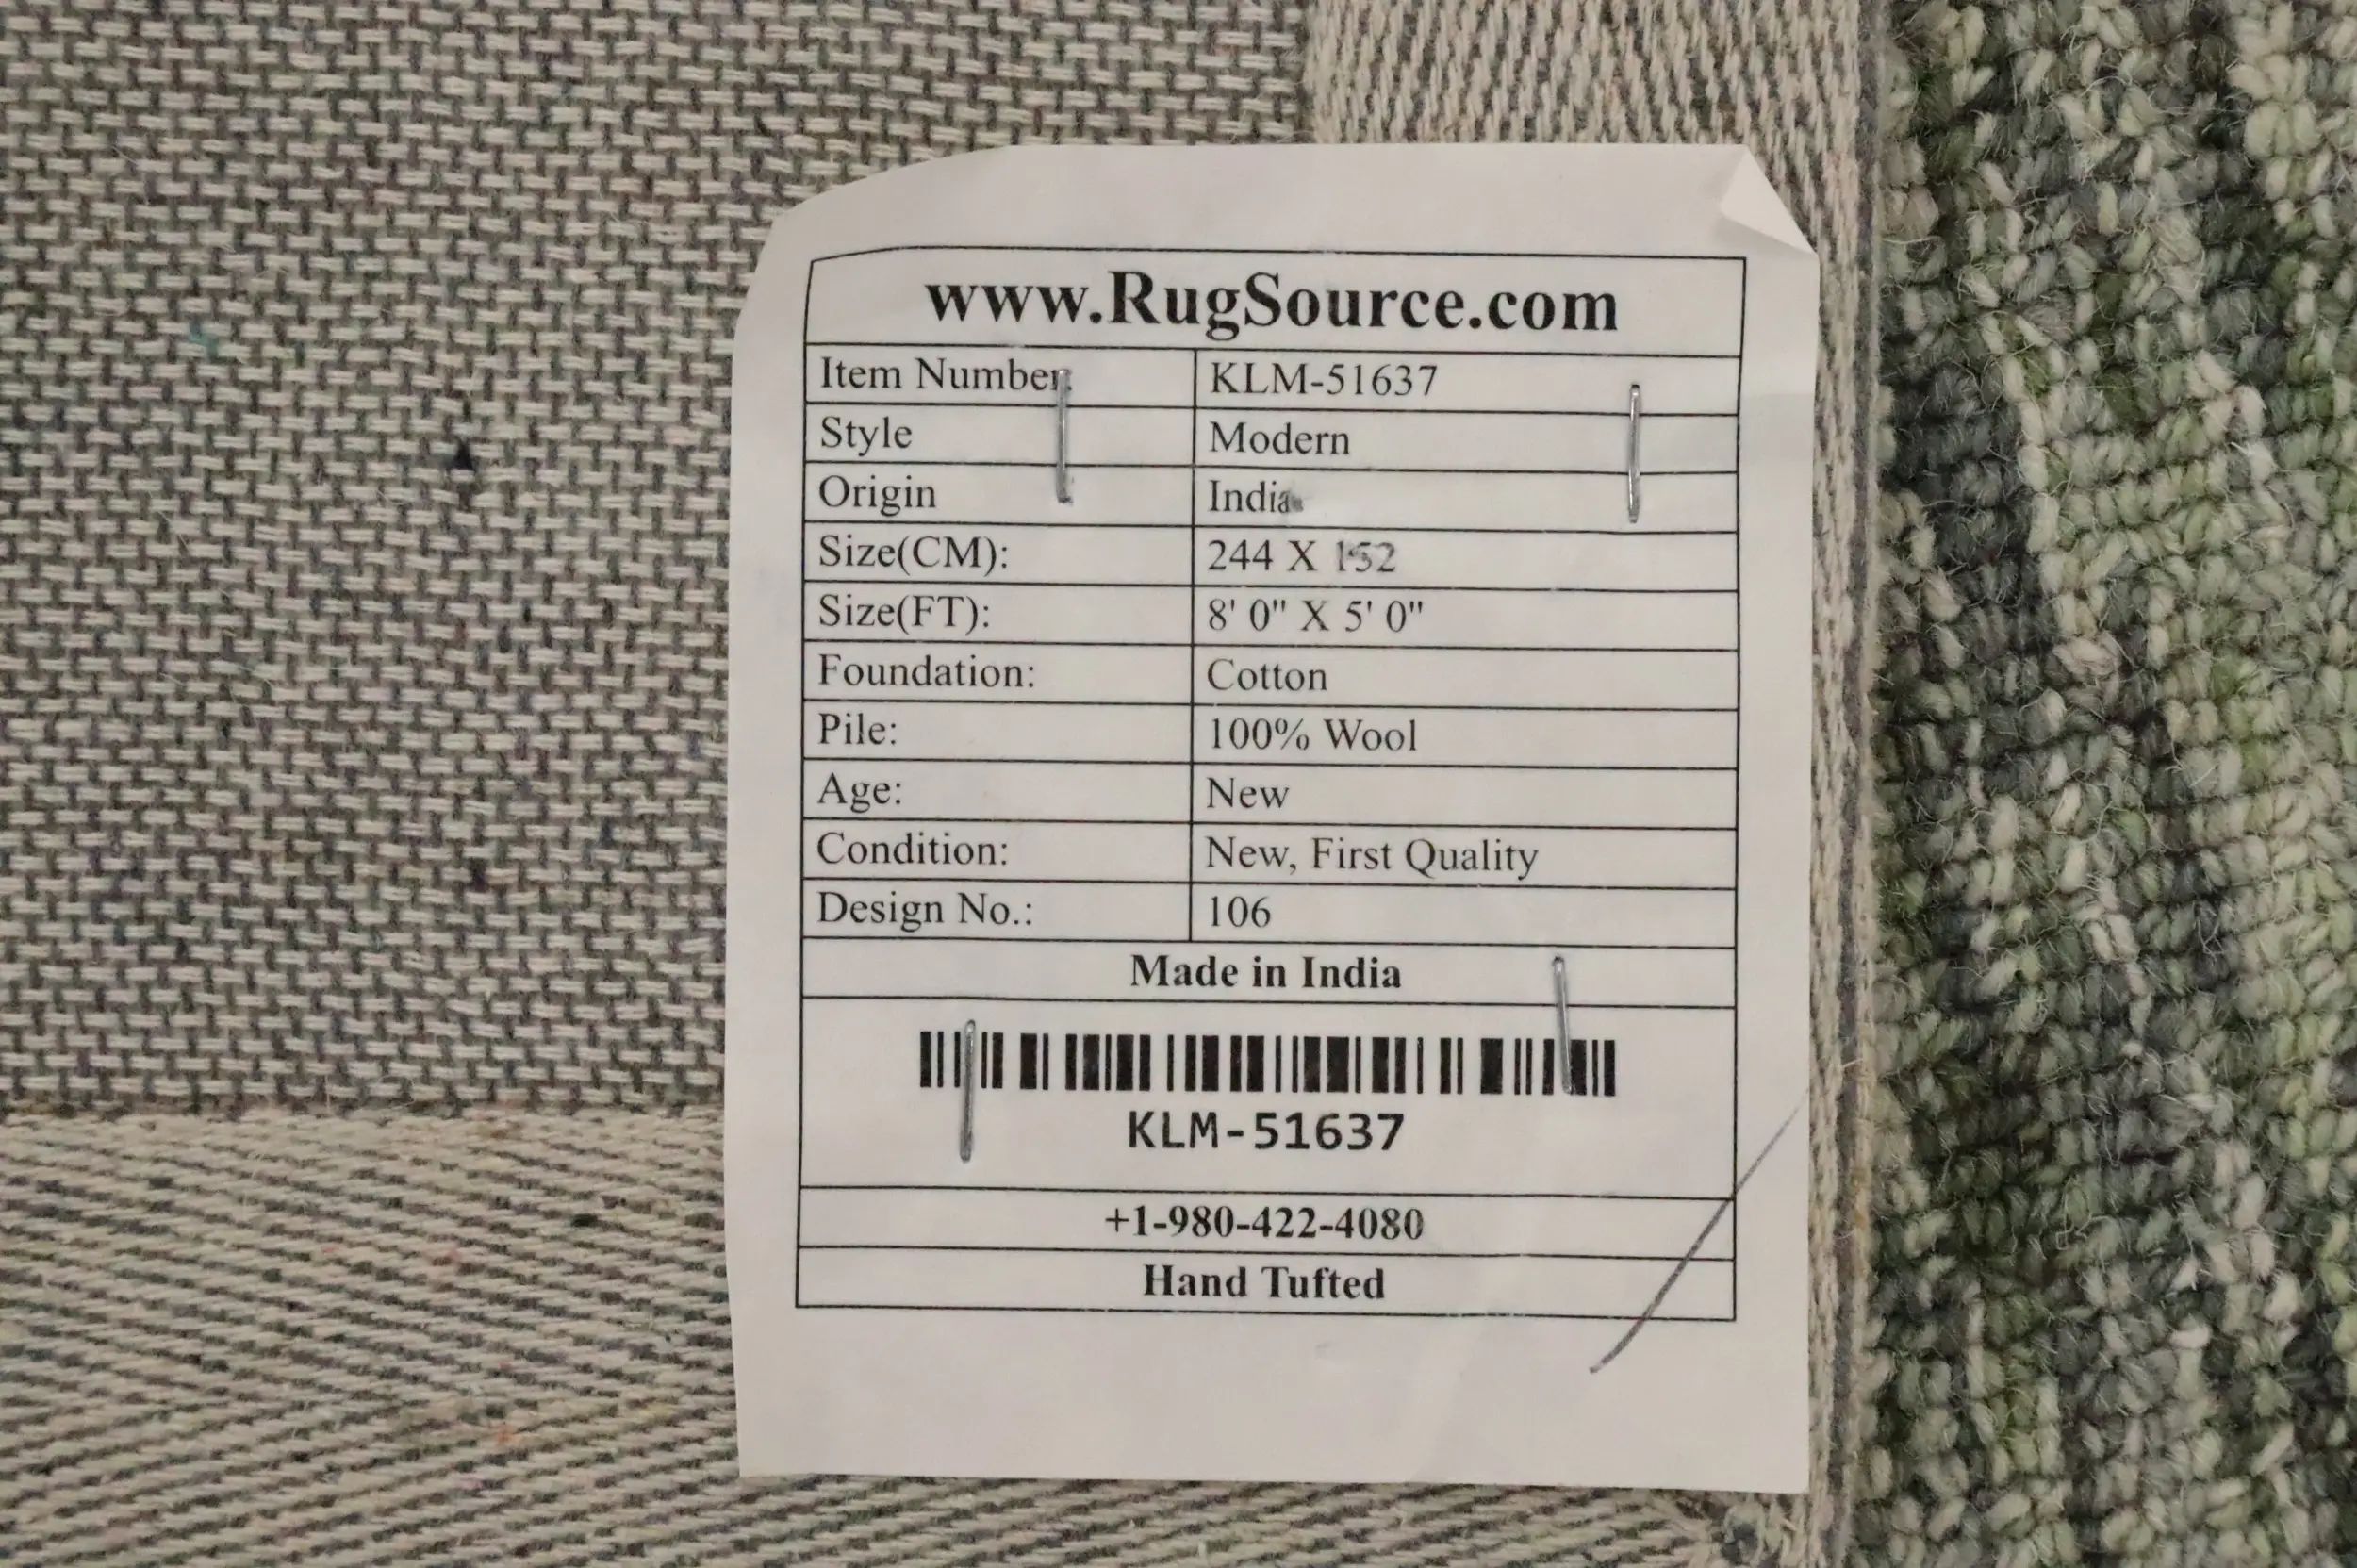 www.RugSource.com
Item Number: KLM-51637
Style Modern
Origin India
Size(CM): 244 X 152
Size(FT): 8' 0" X 5' 0"
Foundation: Cotton
Pile: 100% Wool
Age: New
Condition: New, First Quality
Design No.: 106
Made in India
KLM-51637
+1-980-422-4080
Hand Tufted